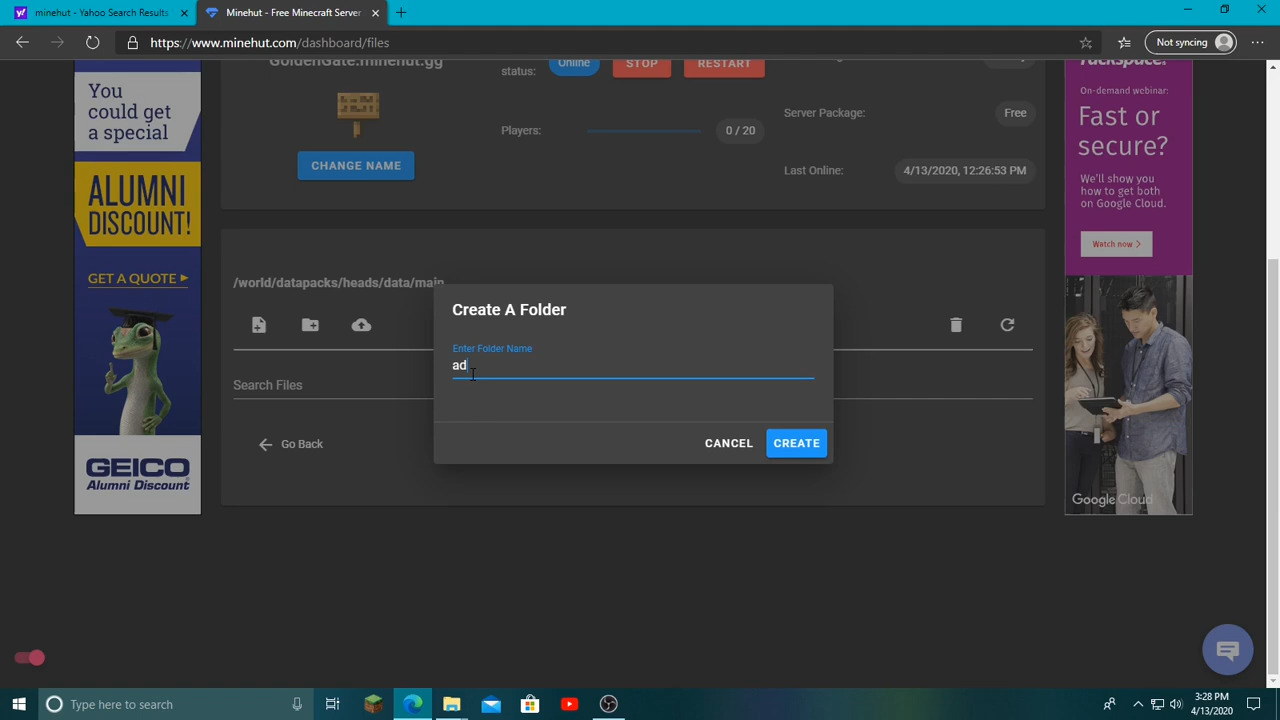 minehut - Yahoo Search Results
Minehut - Free Minecraft Server
https://www.minehut.com/dashboard/files
Not syncing
GoldenGate.minehut.gg
status:
Online
STOP
RESTART
Players:
0 / 20
CHANGE NAME
Server Package:
Free
Last Online:
4/13/2020, 12:26:53 PM
You
could get
a special
ALUMNI
DISCOUNT!
GET A QUOTE
GEICO
Alumni Discount
rackspace.
On-demand webinar:
Fast or
secure?
We'll show you
how to get both
on Google Cloud.
Watch now >
Google Cloud
/world/datapacks/heads/data/main
Search Files
Go Back
Create A Folder
Enter Folder Name
ad
CANCEL
CREATE
Type here to search
3:28 PM
4/13/2020